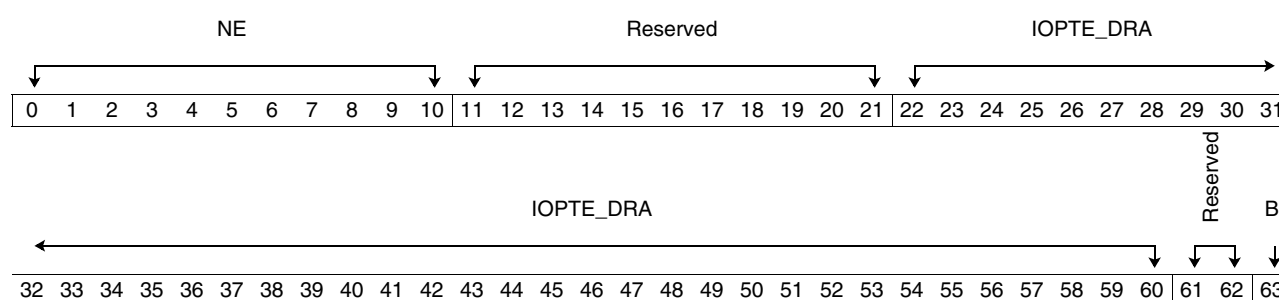 NE Reserved IOPTE_DRA
0 1 2 3 4 5 6 7 8 9 10 11 12 13 14 15 16 17 18 19 20 21 22 23 24 25 26 27 28 29 30 31
Reserved
IOPTE_DRA B
32 33 34 35 36 37 38 39 40 41 42 43 44 45 46 47 48 49 50 51 52 53 54 55 56 57 58 59 60 61 62 63